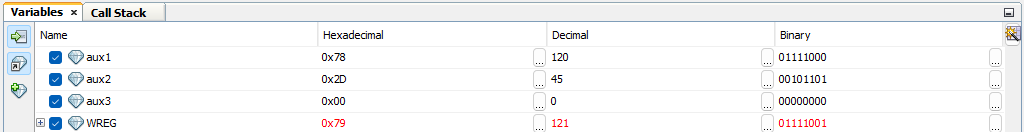 Variables × Call Stack
Name Hexadecimal Decimal Binary
aux1 0x78 ... 120 ... 01111000 ...
aux2 0x2D ... 45 ... 00101101 ...
aux3 0x00 ... 0 ... 00000000 ...
WREG 0x79 ... 121 ... 01111001 ...